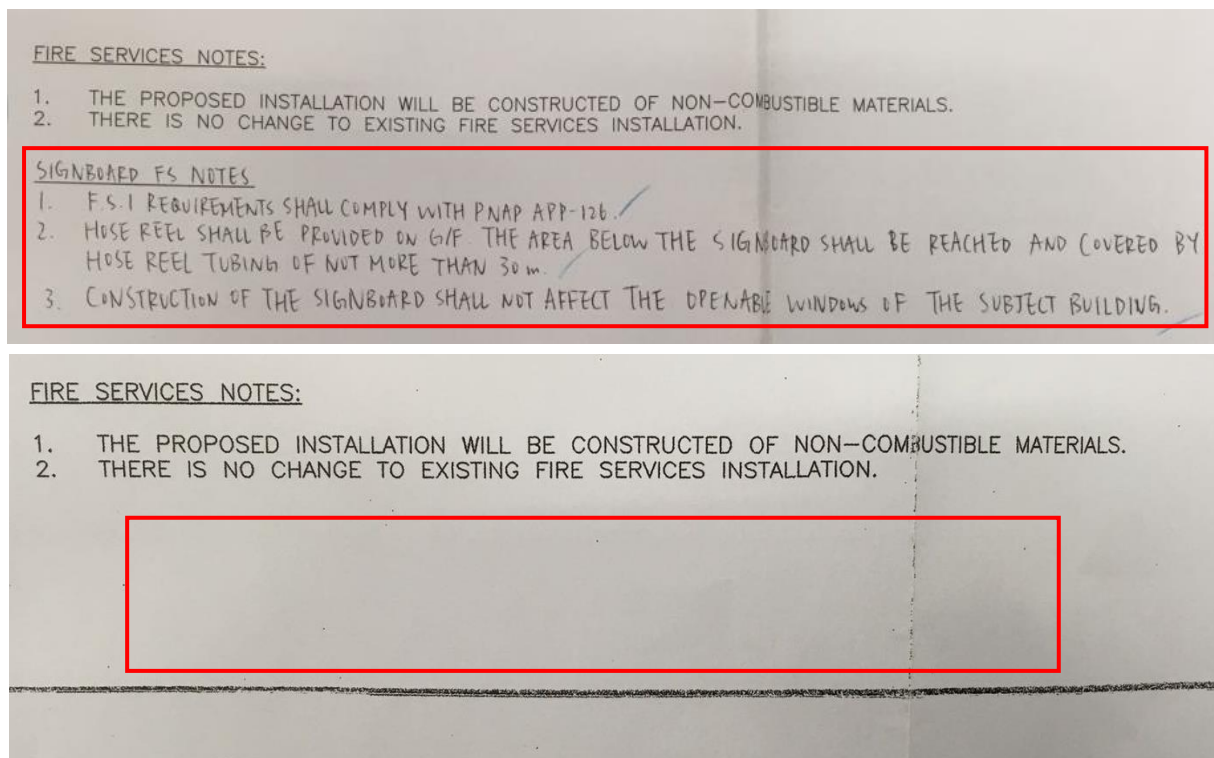 FIRE SERVICES NOTES:
1. THE PROPOSED INSTALLATION WILL BE CONSTRUCTED OF NON-COMBUSTIBLE MATERIALS.
2. THERE IS NO CHANGE TO EXISTING FIRE SERVICES INSTALLATION.
SIGNBOARD FS NOTES
1. F.S.I REQUIREMENTS SHALL COMPLY WITH PNAP APP-126.
2. HOSE REEL SHALL BE PROVIDED ON G/F. THE AREA BELOW THE SIGNOARD SHALL BE REACHED AND COVERED BY
HOSE REEL TUBING OF NOT MORE THAN 30m.
3. CONSTRUCTION OF THE SIGNBOARD SHALL NOT AFFECT THE OPENABLE WINDOWS OF THE SUBJECT BUILDING.
FIRE SERVICES NOTES:
1. THE PROPOSED INSTALLATION WILL BE CONSTRUCTED OF NON-COMBUSTIBLE MATERIALS.
2. THERE IS NO CHANGE TO EXISTING FIRE SERVICES INSTALLATION.